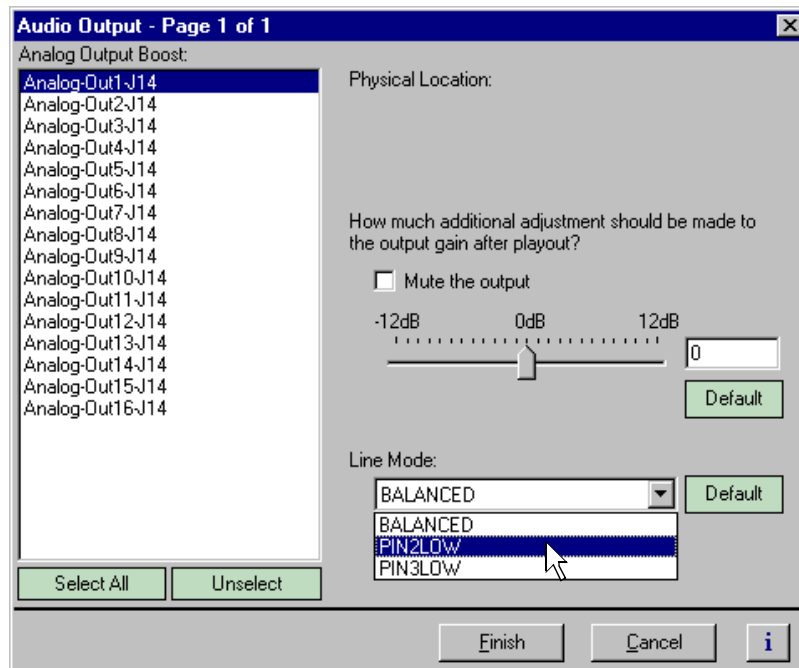 Audio Output - Page 1 of 1
Analog Output Boost:
Analog-Out1-J14
Analog-Out2-J14
Analog-Out3-J14
Analog-Out4-J14
Analog-Out5-J14
Analog-Out6-J14
Analog-Out7-J14
Analog-Out8-J14
Analog-Out9-J14
Analog-Out10-J14
Analog-Out11-J14
Analog-Out12-J14
Analog-Out13-J14
Analog-Out14-J14
Analog-Out15-J14
Analog-Out16-J14
Select All
Unselect
Physical Location:
How much additional adjustment should be made to
the output gain after playout?
Mute the output
-12dB 0dB 12dB
0
Default
Line Mode:
BALANCED
Default
BALANCED
PIN2LOW
PIN3LOW
Finish
Cancel
i